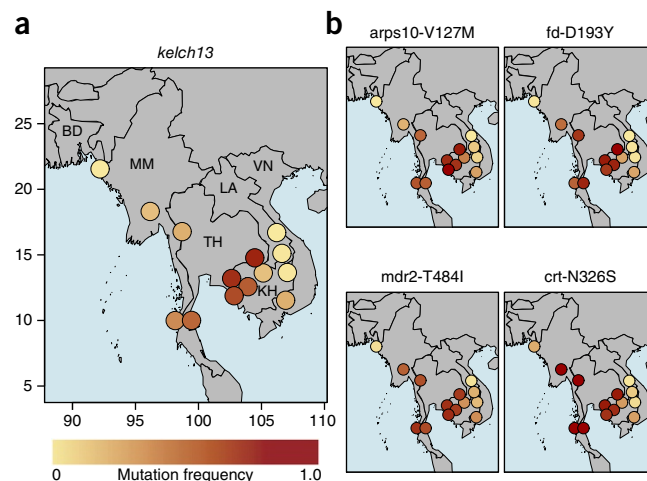 a
kelch13
BD
MM
VN
LA
TH
KH
25
20
15
10
5
90
95
100
105
110
0
1.0
Mutation frequency
b
arps10-V127M
fd-D193Y
mdr2-T484I
crt-N326S